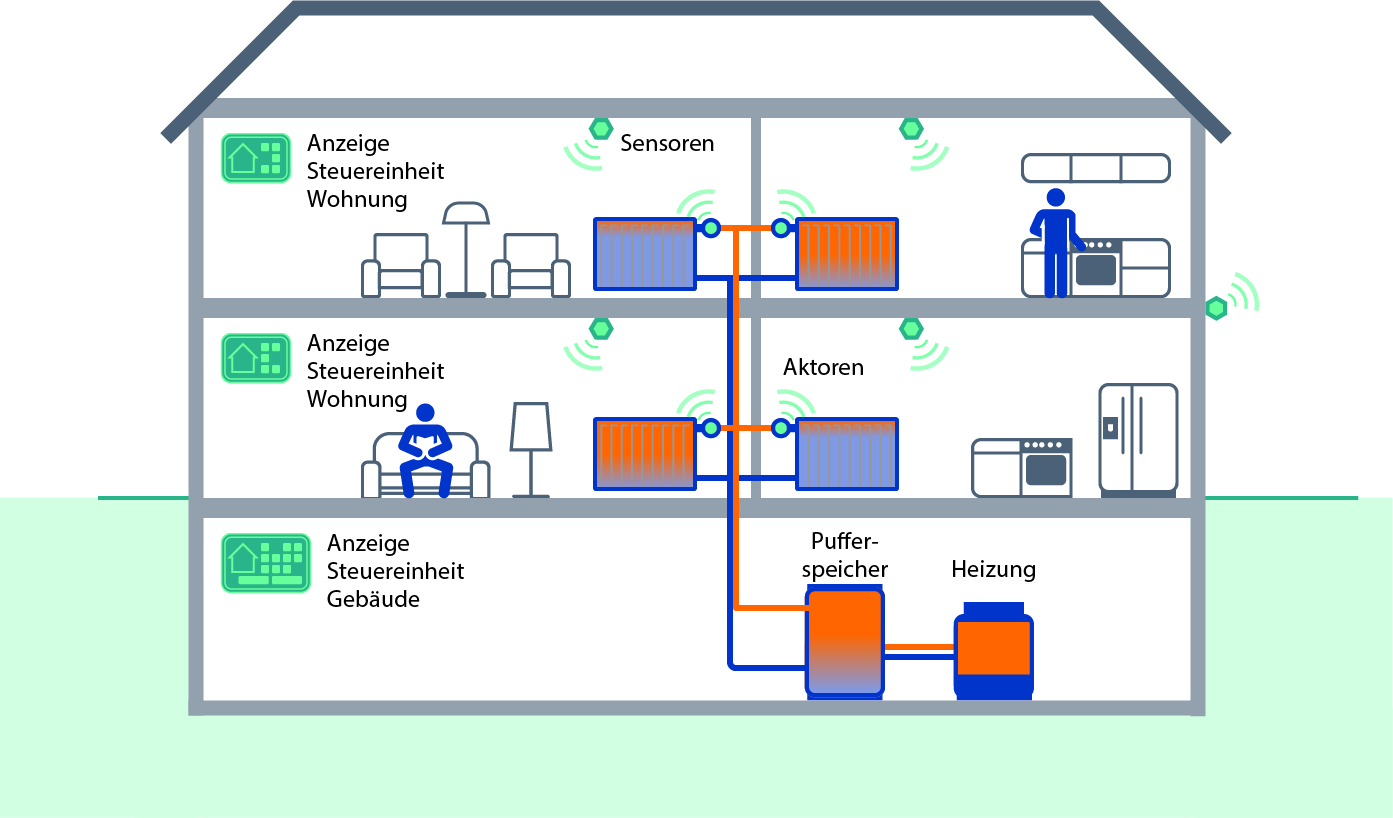 Anzeige
Steuereinheit
Wohnung
Sensoren
Anzeige
Steuereinheit
Wohnung
Aktoren
Anzeige
Steuereinheit
Gebäude
Puffer-
speicher
Heizung